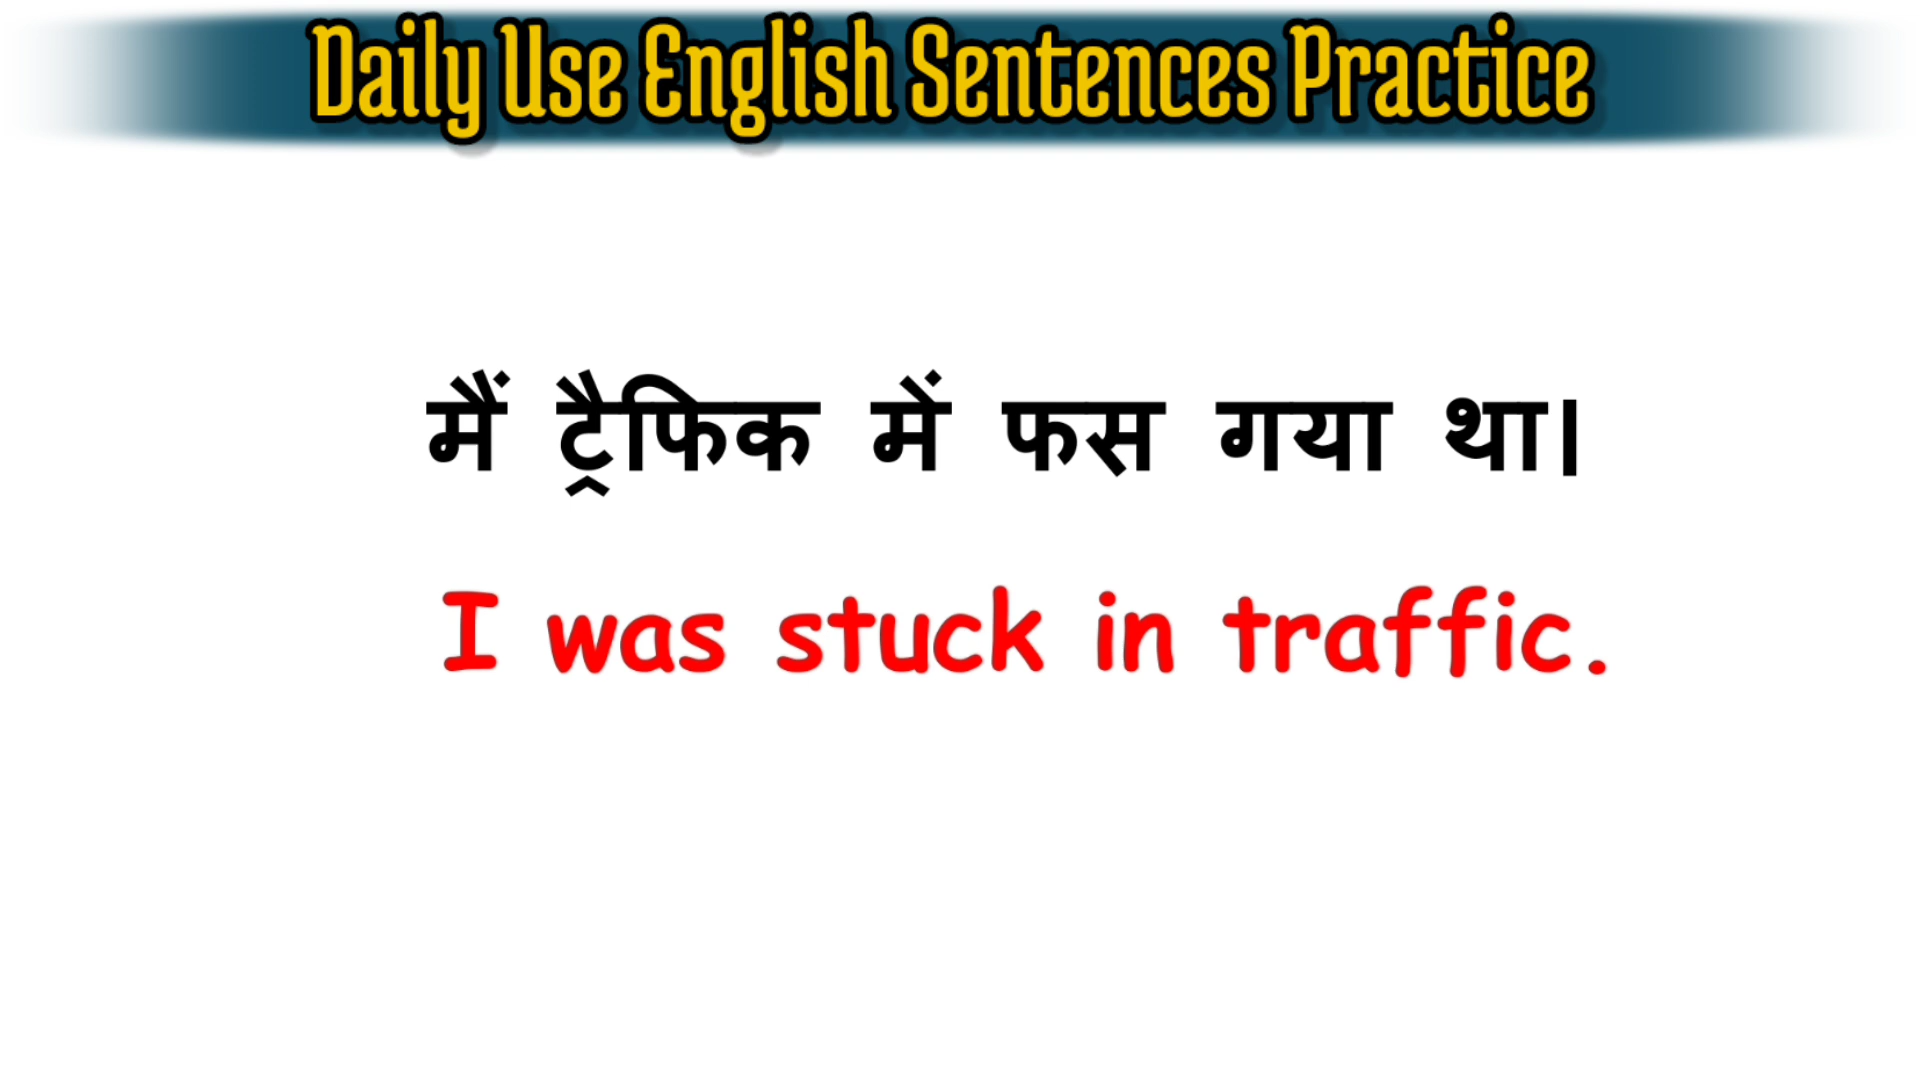 Daily Use English Sentences Practice
मैं ट्रैफिक में फस गया था।
I was stuck in traffic.